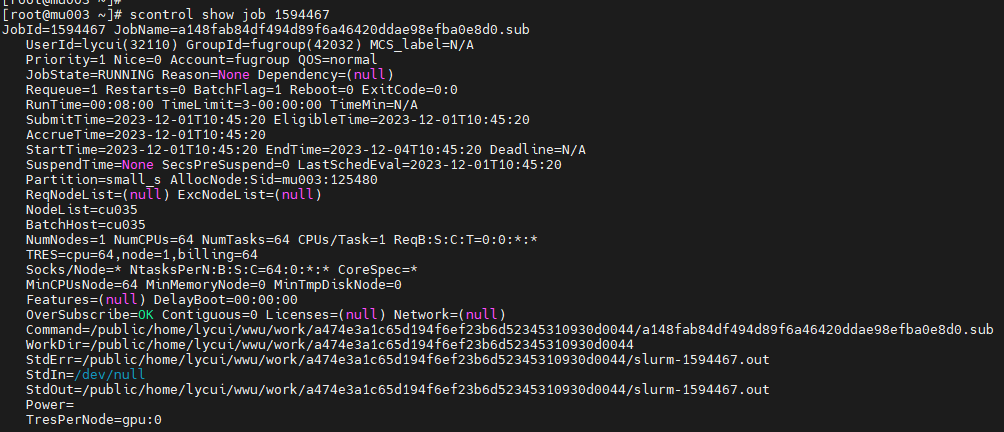 [root@mu003 ~]#
[root@mu003 ~]# scontrol show job 1594467
JobId=1594467 JobName=a148fab84df494d89f6a46420ddae98efba0e8d0.sub
UserId=lycui(32110) GroupId=fugroup(42032) MCS_label=N/A
Priority=1 Nice=0 Account=fugroup QOS=normal
JobState=RUNNING Reason=None Dependency=(null)
Requeue=1 Restarts=0 BatchFlag=1 Reboot=0 ExitCode=0:0
RunTime=00:08:00 TimeLimit=3-00:00:00 TimeMin=N/A
SubmitTime=2023-12-01T10:45:20 EligibleTime=2023-12-01T10:45:20
AccrueTime=2023-12-01T10:45:20
StartTime=2023-12-01T10:45:20 EndTime=2023-12-04T10:45:20 Deadline=N/A
SuspendTime=None SecsPreSuspend=0 LastSchedEval=2023-12-01T10:45:20
Partition=small_s AllocNode:Sid=mu003:125480
ReqNodeList=(null) ExcNodeList=(null)
NodeList=cu035
BatchHost=cu035
NumNodes=1 NumCPUs=64 NumTasks=64 CPUs/Task=1 ReqB:S:C:T=0:0:*:*
TRES=cpu=64,node=1,billing=64
Socks/Node=* NtasksPerN:B:S:C=64:0:*:* CoreSpec=*
MinCPUsNode=64 MinMemoryNode=0 MinTmpDiskNode=0
Features=(null) DelayBoot=00:00:00
OverSubscribe=OK Contiguous=0 Licenses=(null) Network=(null)
Command=/public/home/lycui/wwu/work/a474e3a1c65d194f6ef23b6d52345310930d0044/a148fab84df494d89f6a46420ddae98efba0e8d0.sub
WorkDir=/public/home/lycui/wwu/work/a474e3a1c65d194f6ef23b6d52345310930d0044
StdErr=/public/home/lycui/wwu/work/a474e3a1c65d194f6ef23b6d52345310930d0044/slurm-1594467.out
StdIn=/dev/null
StdOut=/public/home/lycui/wwu/work/a474e3a1c65d194f6ef23b6d52345310930d0044/slurm-1594467.out
Power=
TresPerNode=gpu:0